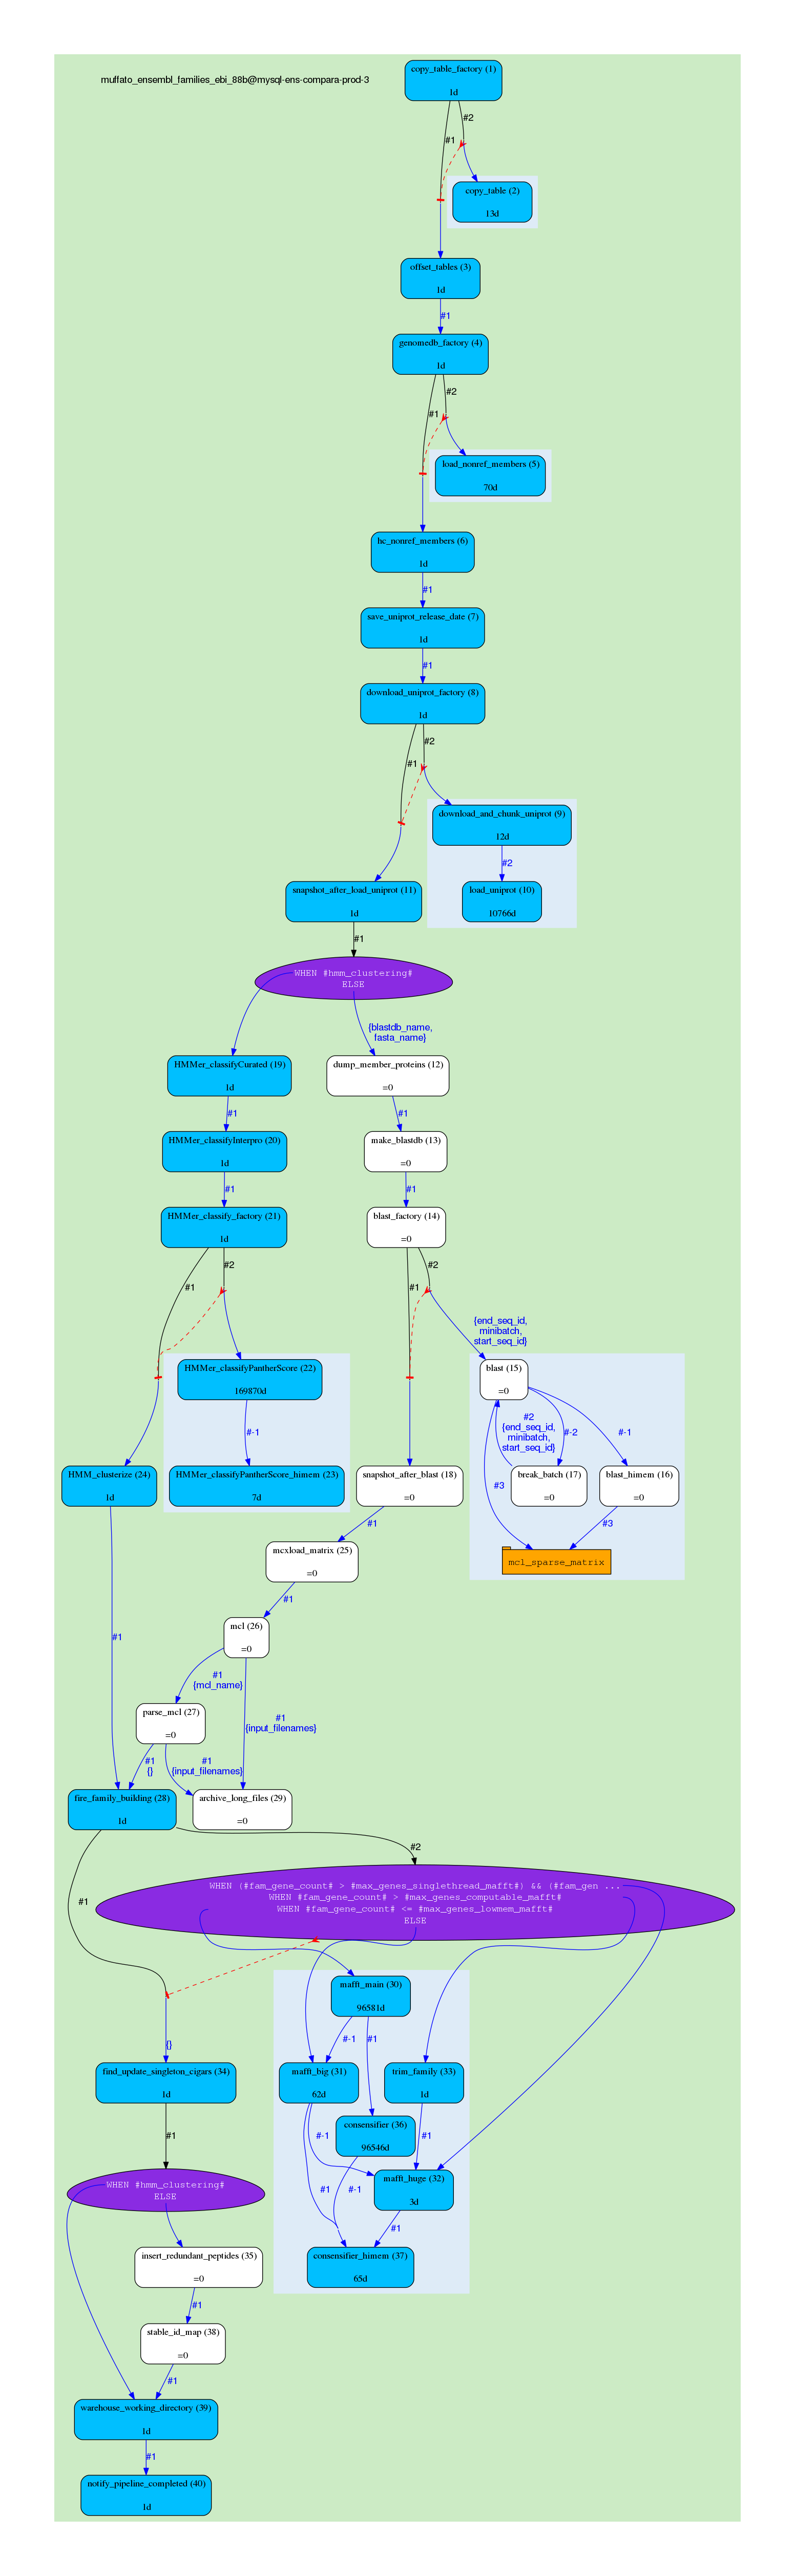 muffato_ensembl_families_ebi_88b@mysql-ens-compara-prod-3
copy_table_factory (1)
1d
#2
#1
copy_table (2)
13d
offset_tables (3)
1d
#1
genomedb_factory (4)
1d
#2
#1
load_nonref_members (5)
70d
hc_nonref_members (6)
1d
#1
save_uniprot_release_date (7)
1d
#1
download_uniprot_factory (8)
1d
#2
#1
download_and_chunk_uniprot (9)
12d
#2
load_uniprot (10)
10766d
snapshot_after_load_uniprot (11)
1d
#1
WHEN #hmm_clustering#
ELSE
{blastdb_name,
fasta_name}
HMMer_classifyCurated (19)
1d
dump_member_proteins (12)
=0
#1
#1
HMMer_classifyInterpro (20)
1d
make_blastdb (13)
=0
#1
#1
HMMer_classify_factory (21)
1d
blast_factory (14)
=0
#2
#1
#2
#1
{end_seq_id,
minibatch,
start_seq_id}
HMMer_classifyPantherScore (22)
169870d
blast (15)
=0
#2
{end_seq_id,
minibatch,
start_seq_id}
#-2
#-1
#-1
#3
HMM_clusterize (24)
1d
HMMer_classifyPantherScore_himem (23)
7d
snapshot_after_blast (18)
=0
break_batch (17)
=0
blast_himem (16)
=0
#1
#3
mcxload_matrix (25)
=0
mcl_sparse_matrix
#1
mcl (26)
=0
#1
#1
{mcl_name}
parse_mcl (27)
=0
#1
{input_filenames}
#1
{}
#1
{input_filenames}
fire_family_building (28)
1d
archive_long_files (29)
=0
#2
#1
WHEN (#fam_gene_count# > #max_genes_singlethread_mafft#) && (#fam_gen ...
WHEN #fam_gene_count# > #max_genes_computable_mafft#
WHEN #fam_gene_count# <= #max_genes_lowmem_mafft#
ELSE
mafft_main (30)
96581d
{}
#-1
#1
find_update_singleton_cigars (34)
1d
mafft_big (31)
62d
trim_family (33)
1d
#1
#-1
consensifier (36)
96546d
#1
WHEN #hmm_clustering#
ELSE
#1
#-1
mafft_huge (32)
3d
#1
insert_redundant_peptides (35)
=0
consensifier_himem (37)
65d
#1
stable_id_map (38)
=0
#1
warehouse_working_directory (39)
1d
#1
notify_pipeline_completed (40)
1d